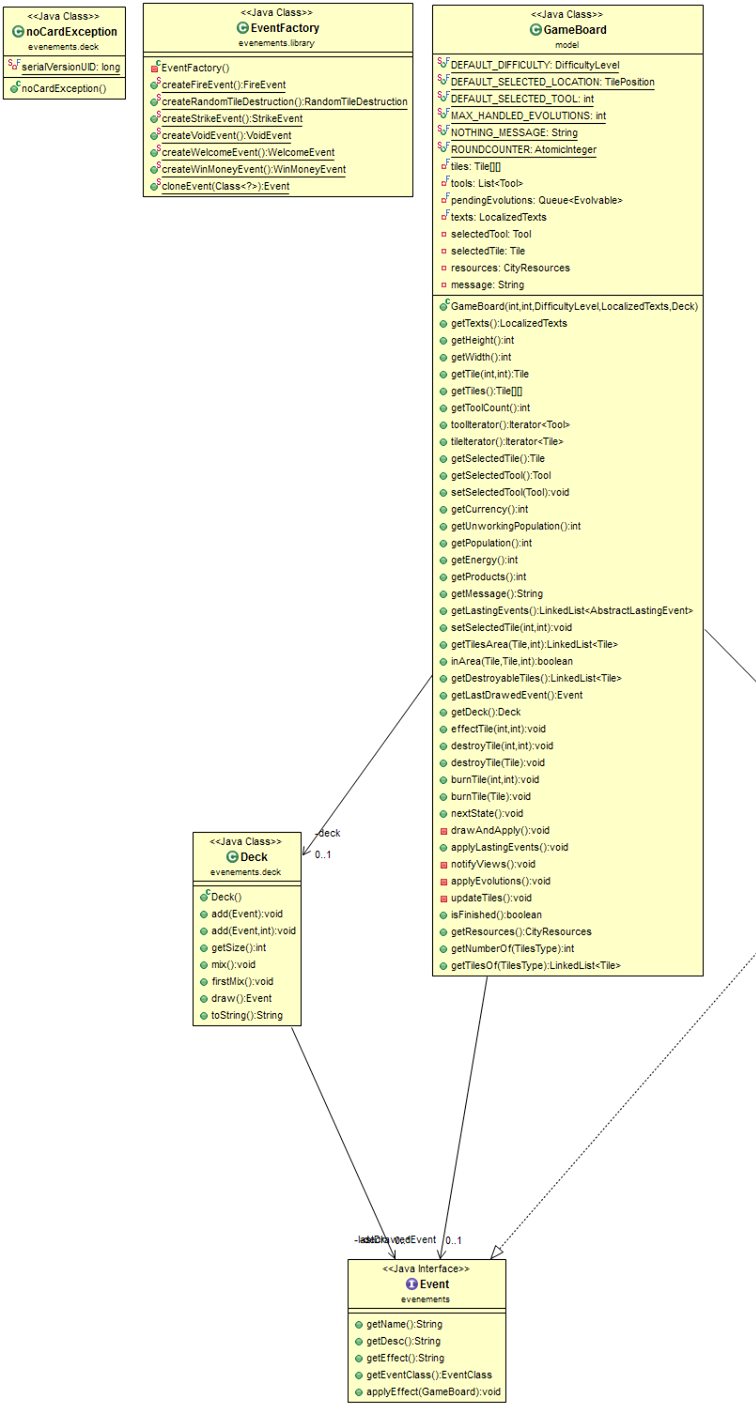 <<Java Class>>
noCardException
evenements.deck
serialVersionUID: long
noCardException()
<<Java Class>>
EventFactory
evenements.library
EventFactory()
createFireEvent():FireEvent
createRandomTileDestruction():RandomTileDestruction
createStrikeEvent():StrikeEvent
createVoidEvent():VoidEvent
createWelcomeEvent():WelcomeEvent
createWinMoneyEvent():WinMoneyEvent
cloneEvent(Class<?>):Event
<<Java Class>>
GameBoard
model
DEFAULT_DIFFICULTY: DifficultyLevel
DEFAULT_SELECTED_LOCATION: TilePosition
DEFAULT_SELECTED_TOOL: int
MAX_HANDLED_EVOLUTIONS: int
NOTHING_MESSAGE: String
ROUNDCOUNTER: AtomicInteger
tiles: Tile[][]
tools: List<Tool>
pendingEvolutions: Queue<Evolvable>
texts: LocalizedTexts
selectedTool: Tool
selectedTile: Tile
resources: CityResources
message: String
GameBoard(int,int,DifficultyLevel,LocalizedTexts,Deck)
getTexts():LocalizedTexts
getHeight():int
getWidth():int
getTile(int,int):Tile
getTiles():Tile[][]
getToolCount():int
toolIterator():Iterator<Tool>
tileIterator():Iterator<Tile>
getSelectedTile():Tile
getSelectedTool():Tool
setSelectedTool(Tool):void
getCurrency():int
getUnworkingPopulation():int
getPopulation():int
getEnergy():int
getProducts():int
getMessage():String
getLastingEvents():LinkedList<AbstractLastingEvent>
setSelectedTile(int,int):void
getTilesArea(Tile,int):LinkedList<Tile>
inArea(Tile,Tile,int):boolean
getDestroyableTiles():LinkedList<Tile>
getLastDrawedEvent():Event
getDeck():Deck
effectTile(int,int):void
destroyTile(int,int):void
destroyTile(Tile):void
burnTile(int,int):void
burnTile(Tile):void
nextState():void
drawAndApply():void
applyLastingEvents():void
notifyViews():void
applyEvolutions():void
updateTiles():void
isFinished():boolean
getResources():CityResources
getNumberOf(TilesType):int
getTilesOf(TilesType):LinkedList<Tile>
-deck
0..1
<<Java Class>>
Deck
evenements.deck
Deck()
add(Event):void
add(Event,int):void
getSize():int
mix():void
firstMix():void
draw():Event
toString():String
0..1
<<Java Interface>>
Event
evenements
getName():String
getDesc():String
getEffect():String
getEventClass():EventClass
applyEffect(GameBoard):void